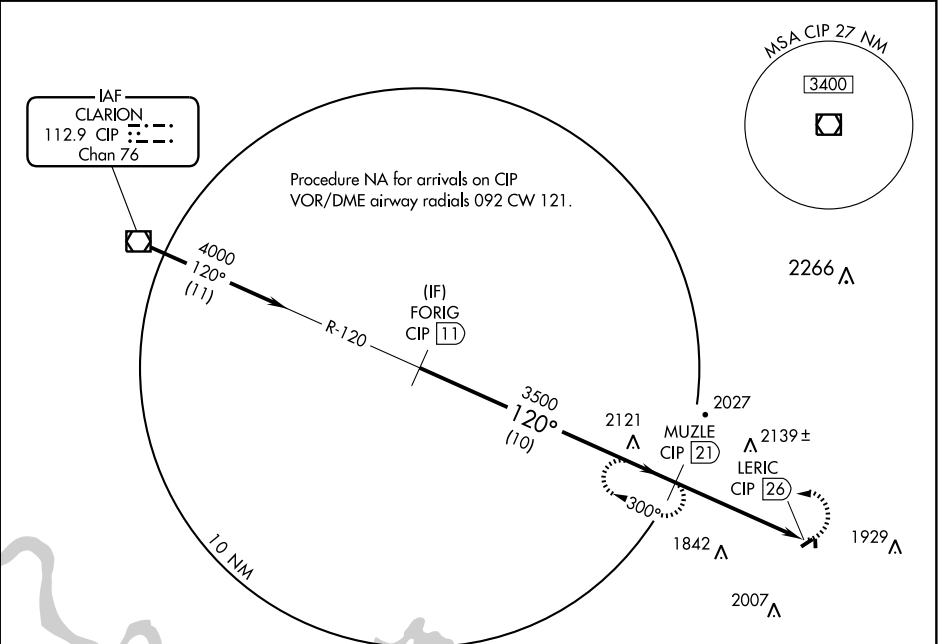 MSA CIP 27 NM
3400
IAF
CLARION
112.9 CIP
Chan 76
Procedure NA for arrivals on CIP
VOR/DME airway radials 092 CW 121.
4000
120°
(11)
R-120
(IF)
FORIG
CIP 11
2266
3500
120°
(10)
2027
2121
MUZLE
CIP 21
2139 ±
LERIC
CIP 26
300°
1842
1929
2007
10 NM